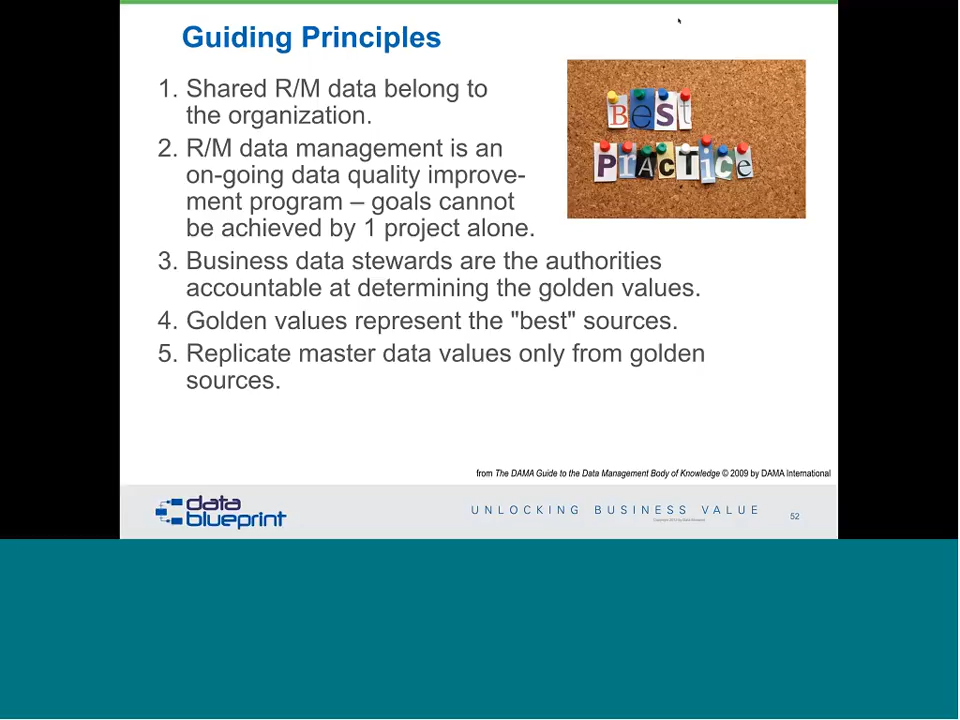 Guiding Principles
1. Shared R/M data belong to
the organization.
2. R/M data management is an
on-going data quality improve-
ment program – goals cannot
be achieved by 1 project alone.
3. Business data stewards are the authorities
accountable at determining the golden values.
4. Golden values represent the "best" sources.
5. Replicate master data values only from golden
sources.
BeSt
PrAcTice
from The DAMA Guide to the Data Management Body of Knowledge © 2009 by DAMA International
data
blueprint
UNLOCKING BUSINESS VALUE
52